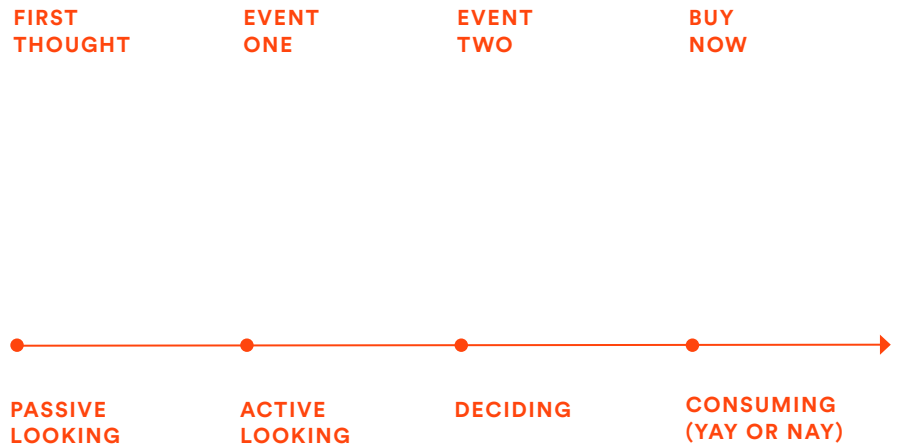 FIRST
THOUGHT
EVENT
ONE
EVENT
TWO
BUY
NOW
PASSIVE
LOOKING
ACTIVE
LOOKING
DECIDING
CONSUMING
(YAY OR NAY)